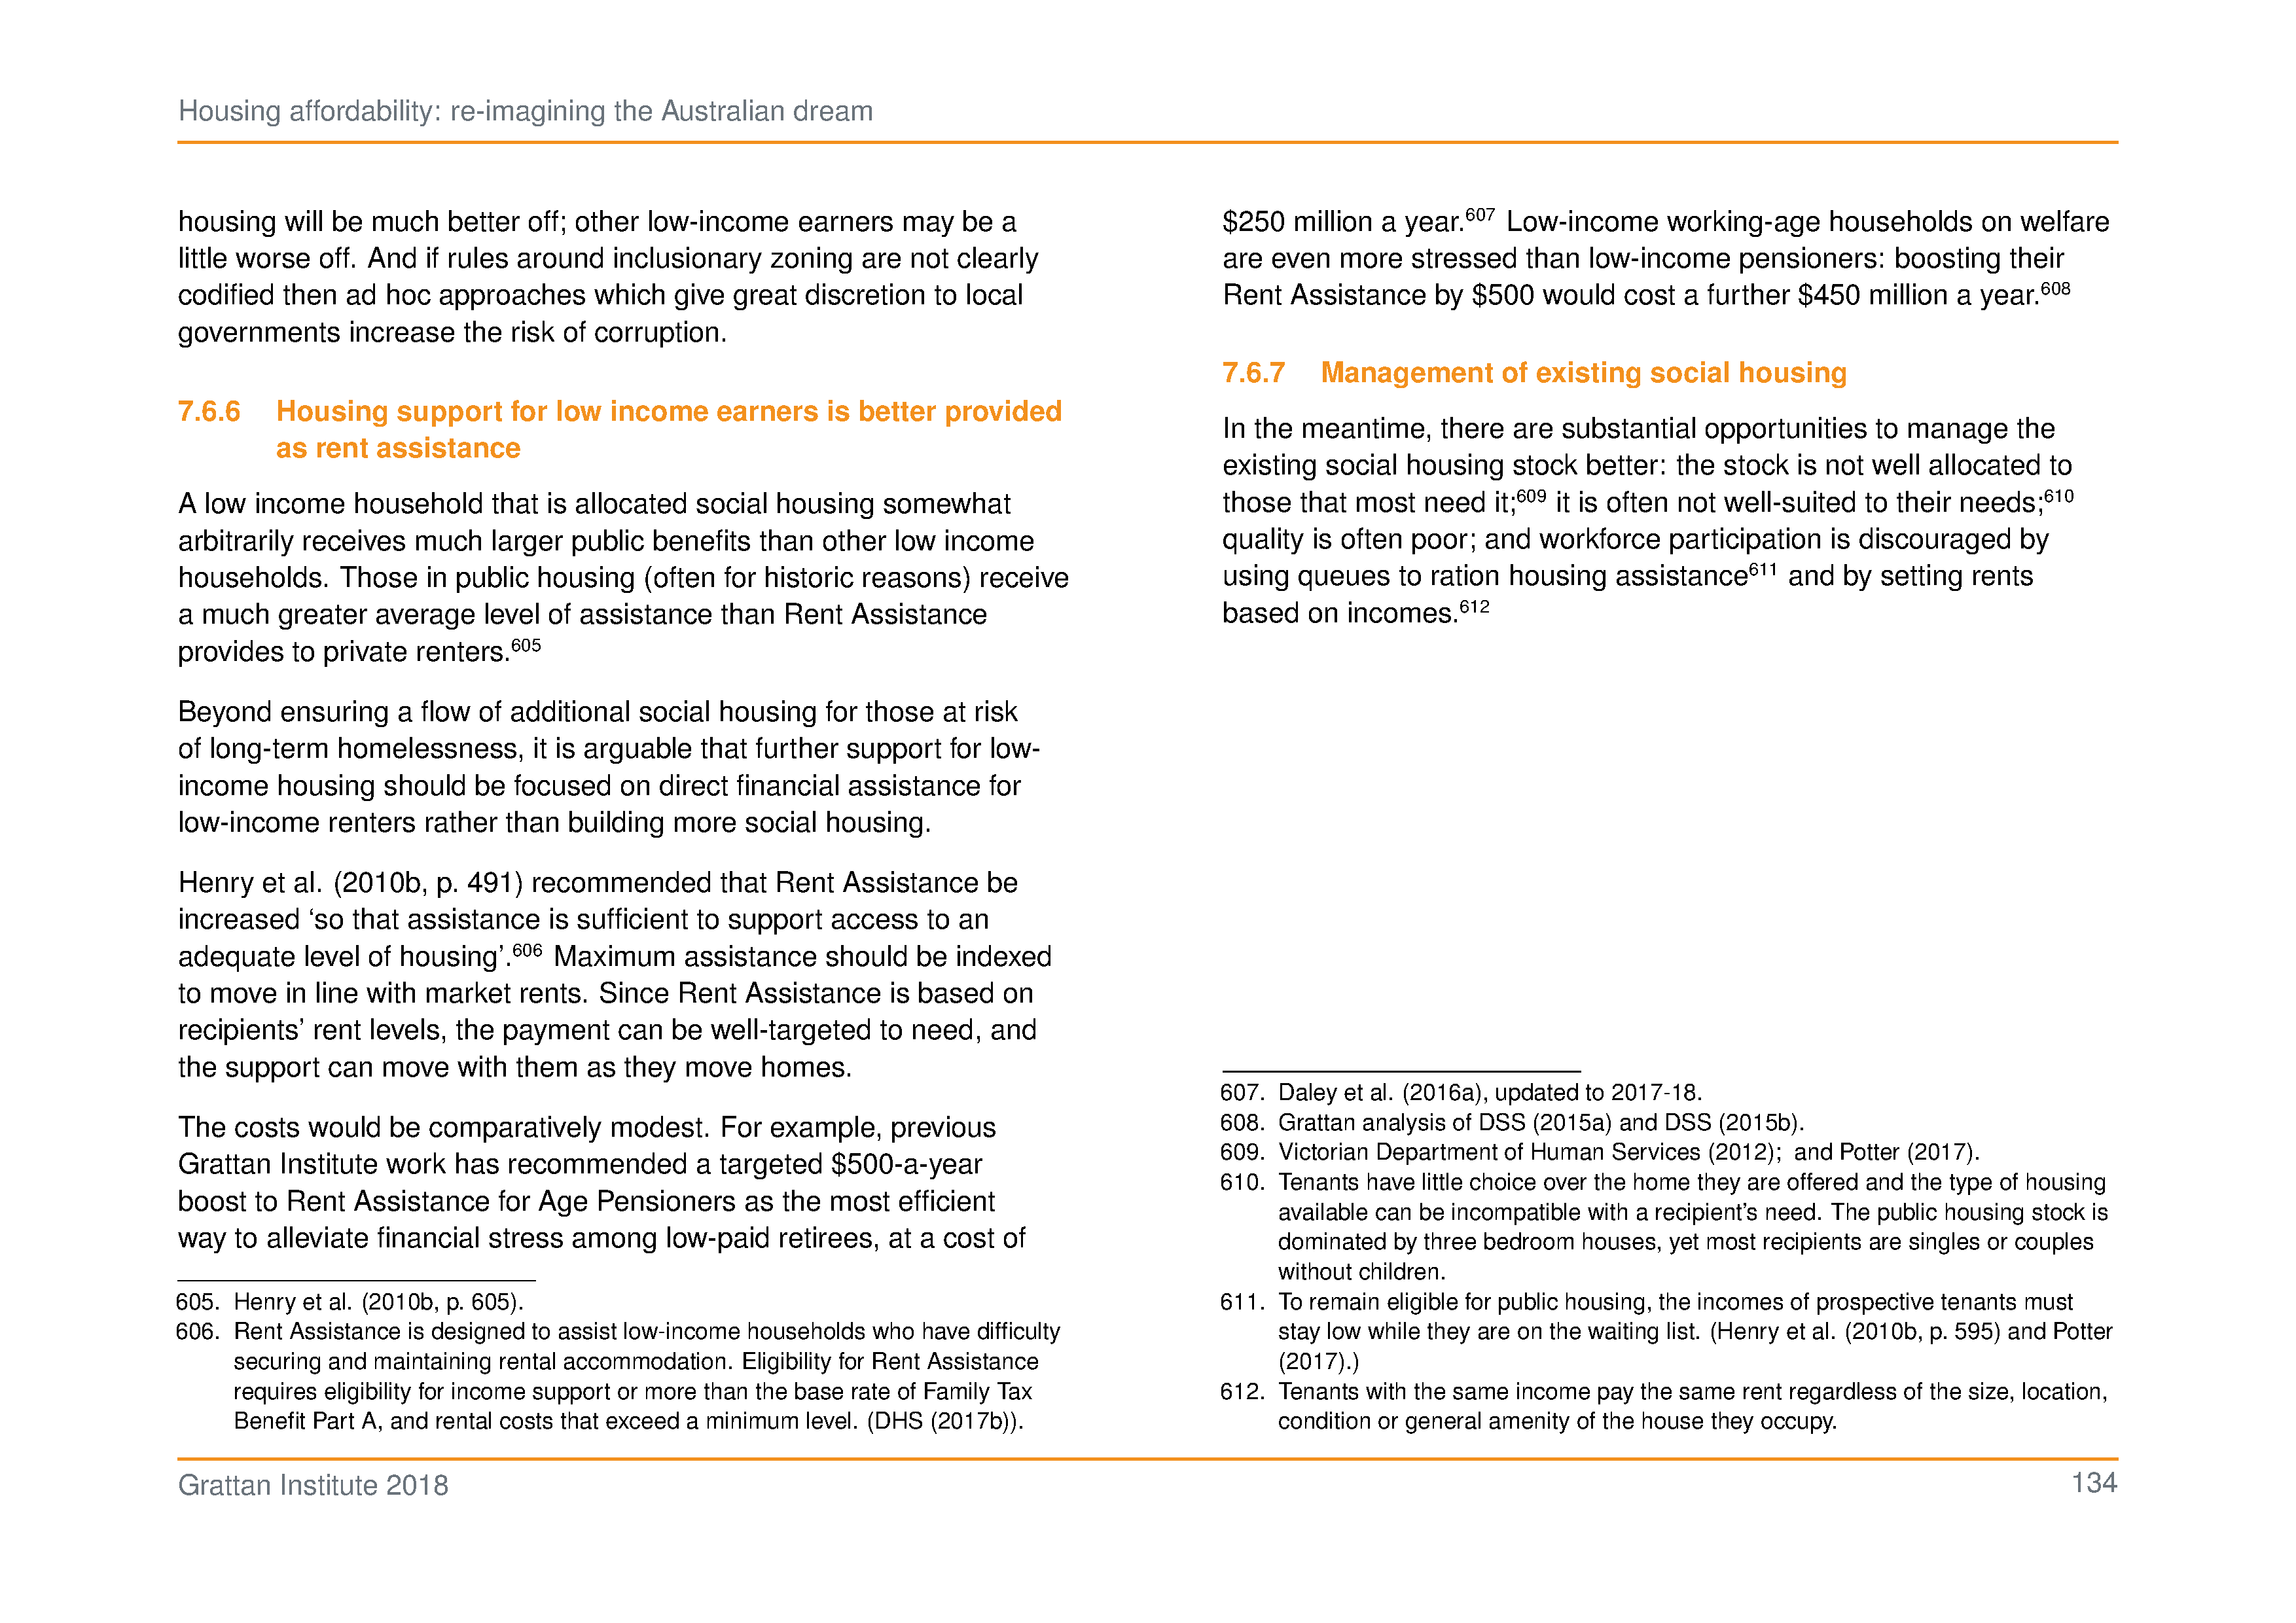 Housing affordability: re-imagining the Australian dream
housing will be much better off; other low-income earners may be a
little worse off. And if rules around inclusionary zoning are not clearly
codified then ad hoc approaches which give great discretion to local
governments increase the risk of corruption.
7.6.6 Housing support for low income earners is better provided
as rent assistance
A low income household that is allocated social housing somewhat
arbitrarily receives much larger public benefits than other low income
households. Those in public housing (often for historic reasons) receive
a much greater average level of assistance than Rent Assistance
provides to private renters.605
Beyond ensuring a flow of additional social housing for those at risk
of long-term homelessness, it is arguable that further support for low-
income housing should be focused on direct financial assistance for
low-income renters rather than building more social housing.
Henry et al. (2010b, p. 491) recommended that Rent Assistance be
increased ‘so that assistance is sufficient to support access to an
adequate level of housing’.606 Maximum assistance should be indexed
to move in line with market rents. Since Rent Assistance is based on
recipients’ rent levels, the payment can be well-targeted to need, and
the support can move with them as they move homes.
The costs would be comparatively modest. For example, previous
Grattan Institute work has recommended a targeted $500-a-year
boost to Rent Assistance for Age Pensioners as the most efficient
way to alleviate financial stress among low-paid retirees, at a cost of
605. Henry et al. (2010b, p. 605).
606. Rent Assistance is designed to assist low-income households who have difficulty
securing and maintaining rental accommodation. Eligibility for Rent Assistance
requires eligibility for income support or more than the base rate of Family Tax
Benefit Part A, and rental costs that exceed a minimum level. (DHS (2017b)).
$250 million a year.607 Low-income working-age households on welfare
are even more stressed than low-income pensioners: boosting their
Rent Assistance by $500 would cost a further $450 million a year.608
7.6.7 Management of existing social housing
In the meantime, there are substantial opportunities to manage the
existing social housing stock better: the stock is not well allocated to
those that most need it;609 it is often not well-suited to their needs;610
quality is often poor; and workforce participation is discouraged by
using queues to ration housing assistance611 and by setting rents
based on incomes.612
607. Daley et al. (2016a), updated to 2017-18.
608. Grattan analysis of DSS (2015a) and DSS (2015b).
609. Victorian Department of Human Services (2012); and Potter (2017).
610. Tenants have little choice over the home they are offered and the type of housing
available can be incompatible with a recipient’s need. The public housing stock is
dominated by three bedroom houses, yet most recipients are singles or couples
without children.
611. To remain eligible for public housing, the incomes of prospective tenants must
stay low while they are on the waiting list. (Henry et al. (2010b, p. 595) and Potter
(2017).)
612. Tenants with the same income pay the same rent regardless of the size, location,
condition or general amenity of the house they occupy.
Grattan Institute 2018
134